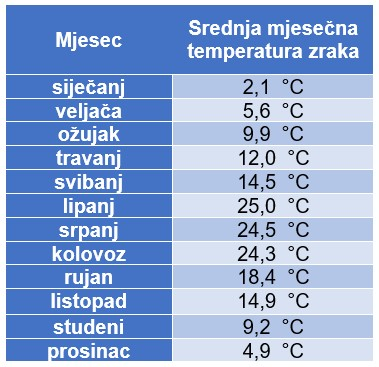 Mjesec Srednja mjesečna
temperatura zraka
siječanj 2,1 °C
veljača 5,6 °C
ožujak 9,9 °C
travanj 12,0 °C
svibanj 14,5 °C
lipanj 25,0 °C
srpanj 24,5 °C
kolovoz 24,3 °C
rujan 18,4 °C
listopad 14,9 °C
studeni 9,2 °C
prosinac 4,9 °C